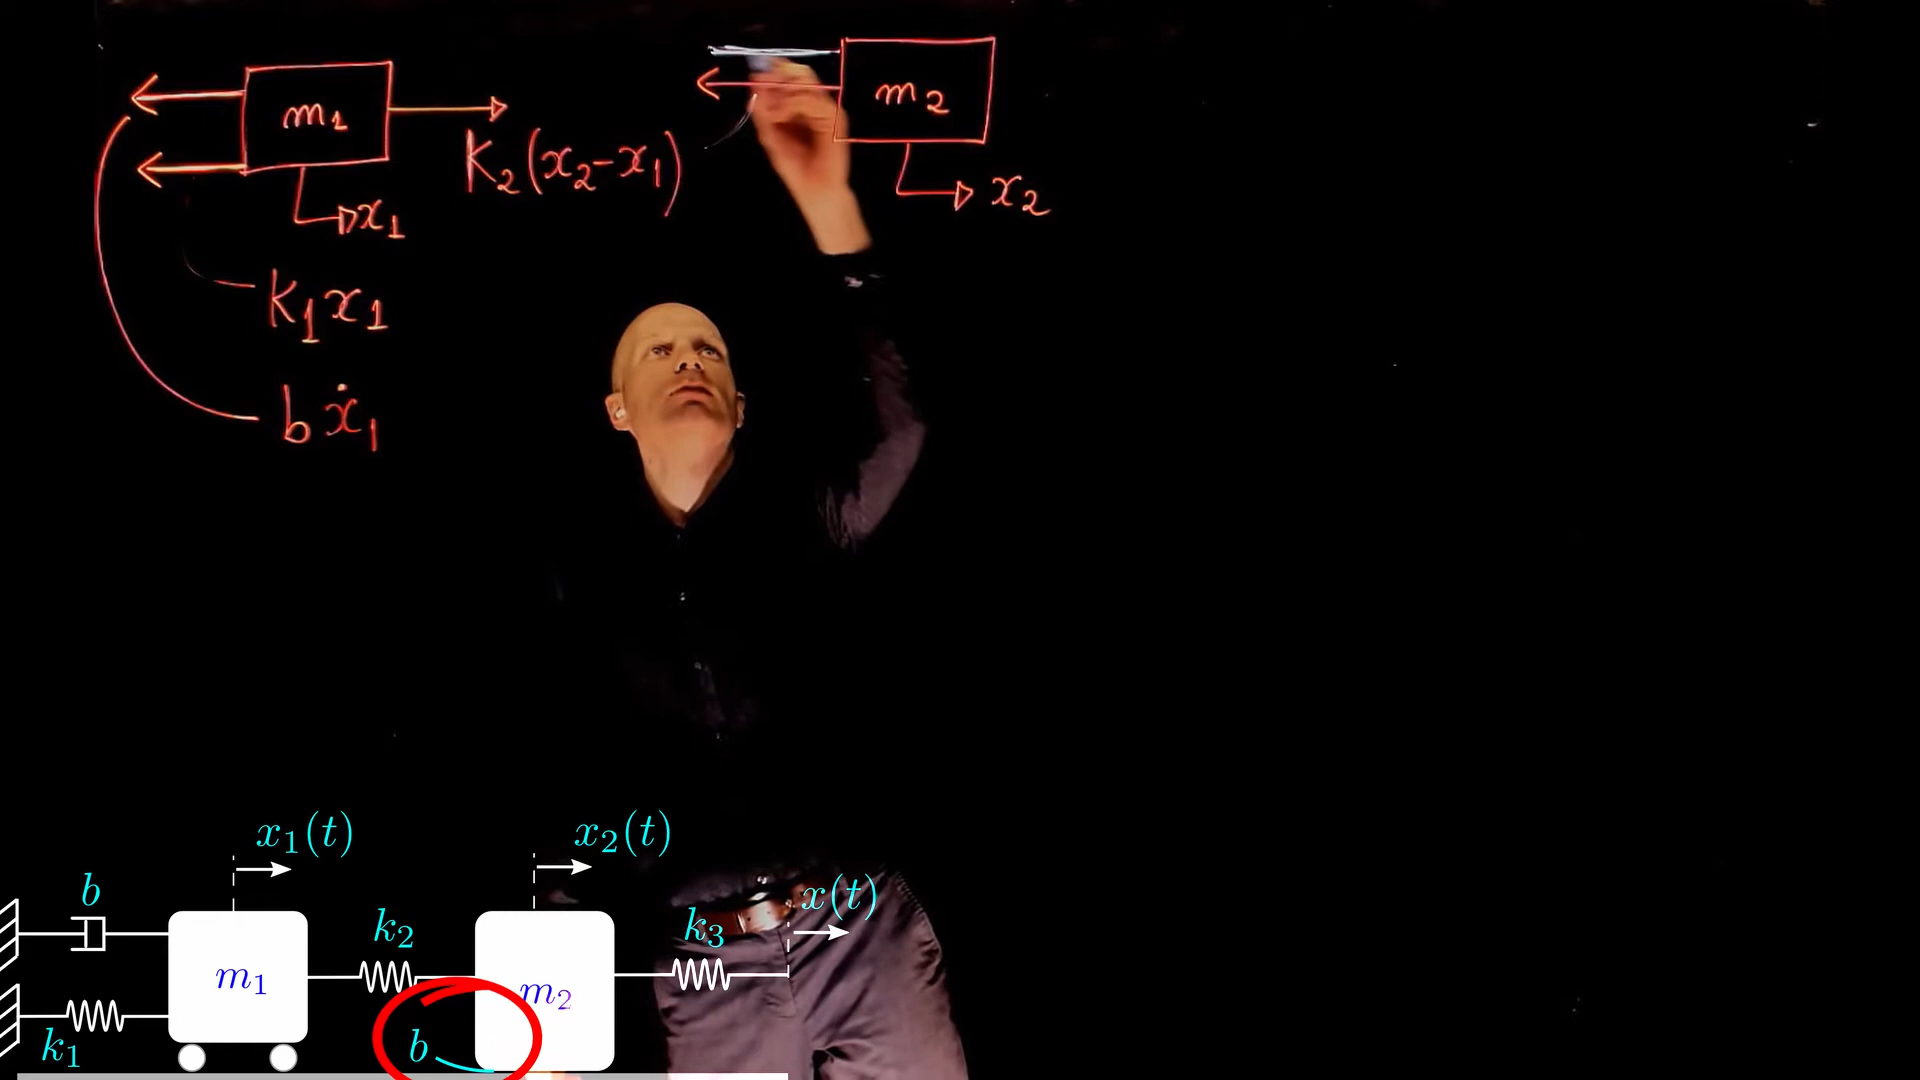 m₁
m₂
K₂(x₂-x₁)
x₁
x₂
K₁x₁
bẋ₁
x₁(t)
x₂(t)
b
x(t)
k₂
k₃
m₁
m₂
k₁
b